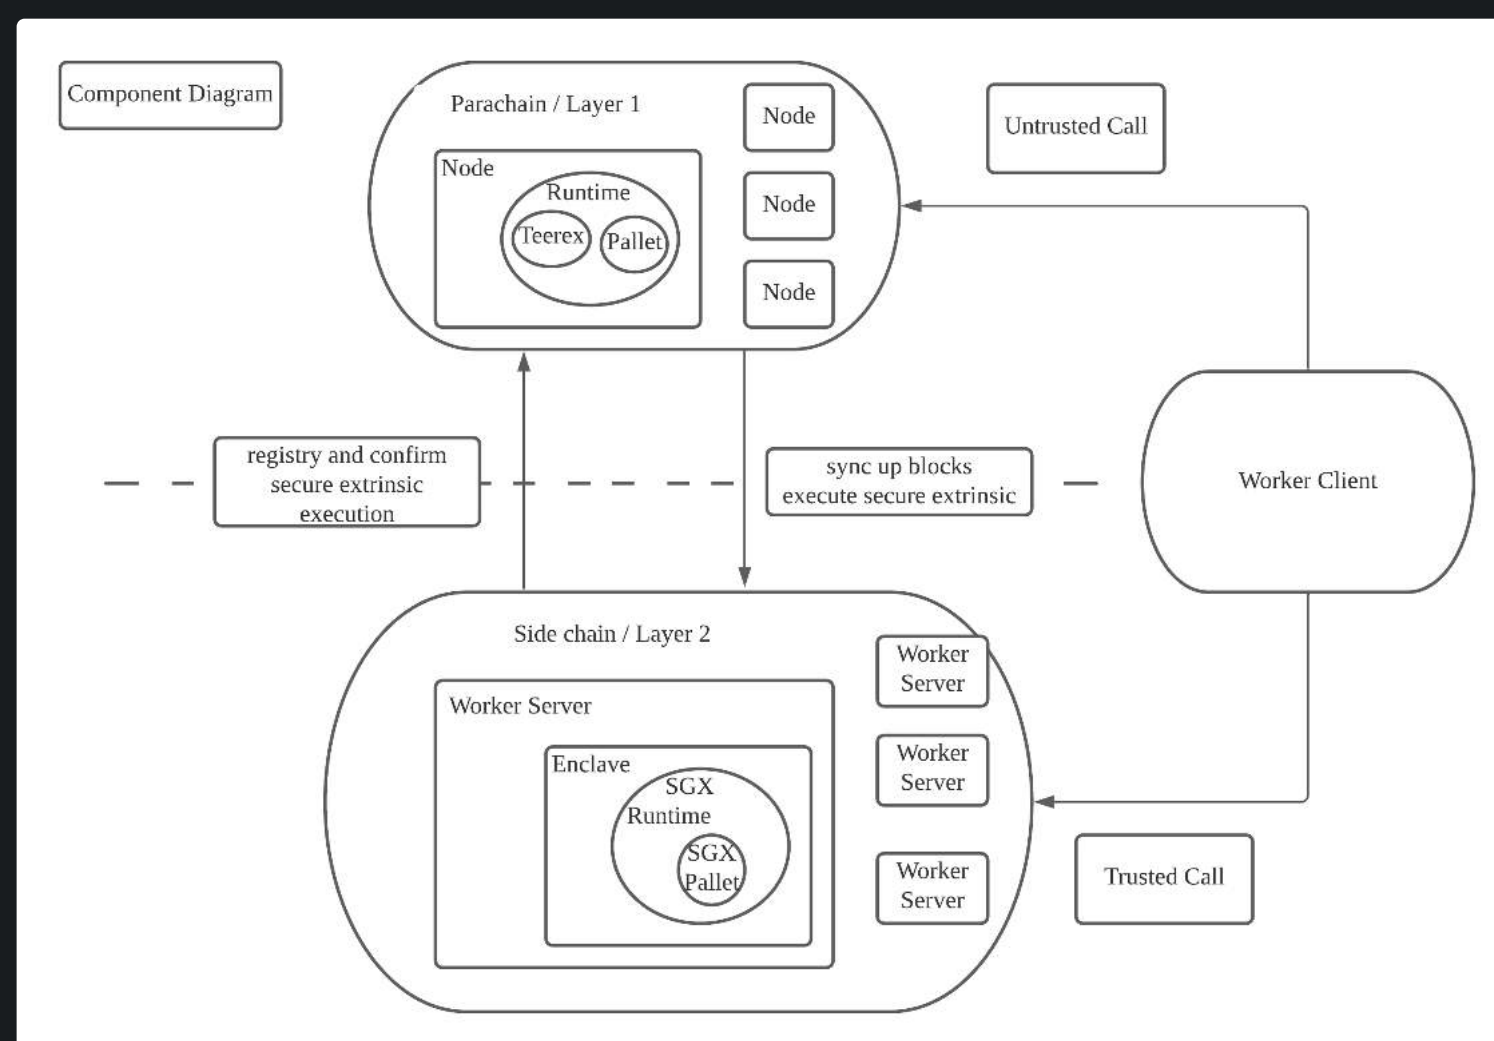 Component Diagram
Parachain / Layer 1
Node
Runtime
Teerex
Pallet
Node
Node
Node
Untrusted Call
registry and confirm
secure extrinsic
execution
sync up blocks
execute secure extrinsic
Worker Client
Side chain / Layer 2
Worker Server
Enclave
SGX
Runtime
SGX
Pallet
Worker
Server
Worker
Server
Worker
Server
Trusted Call